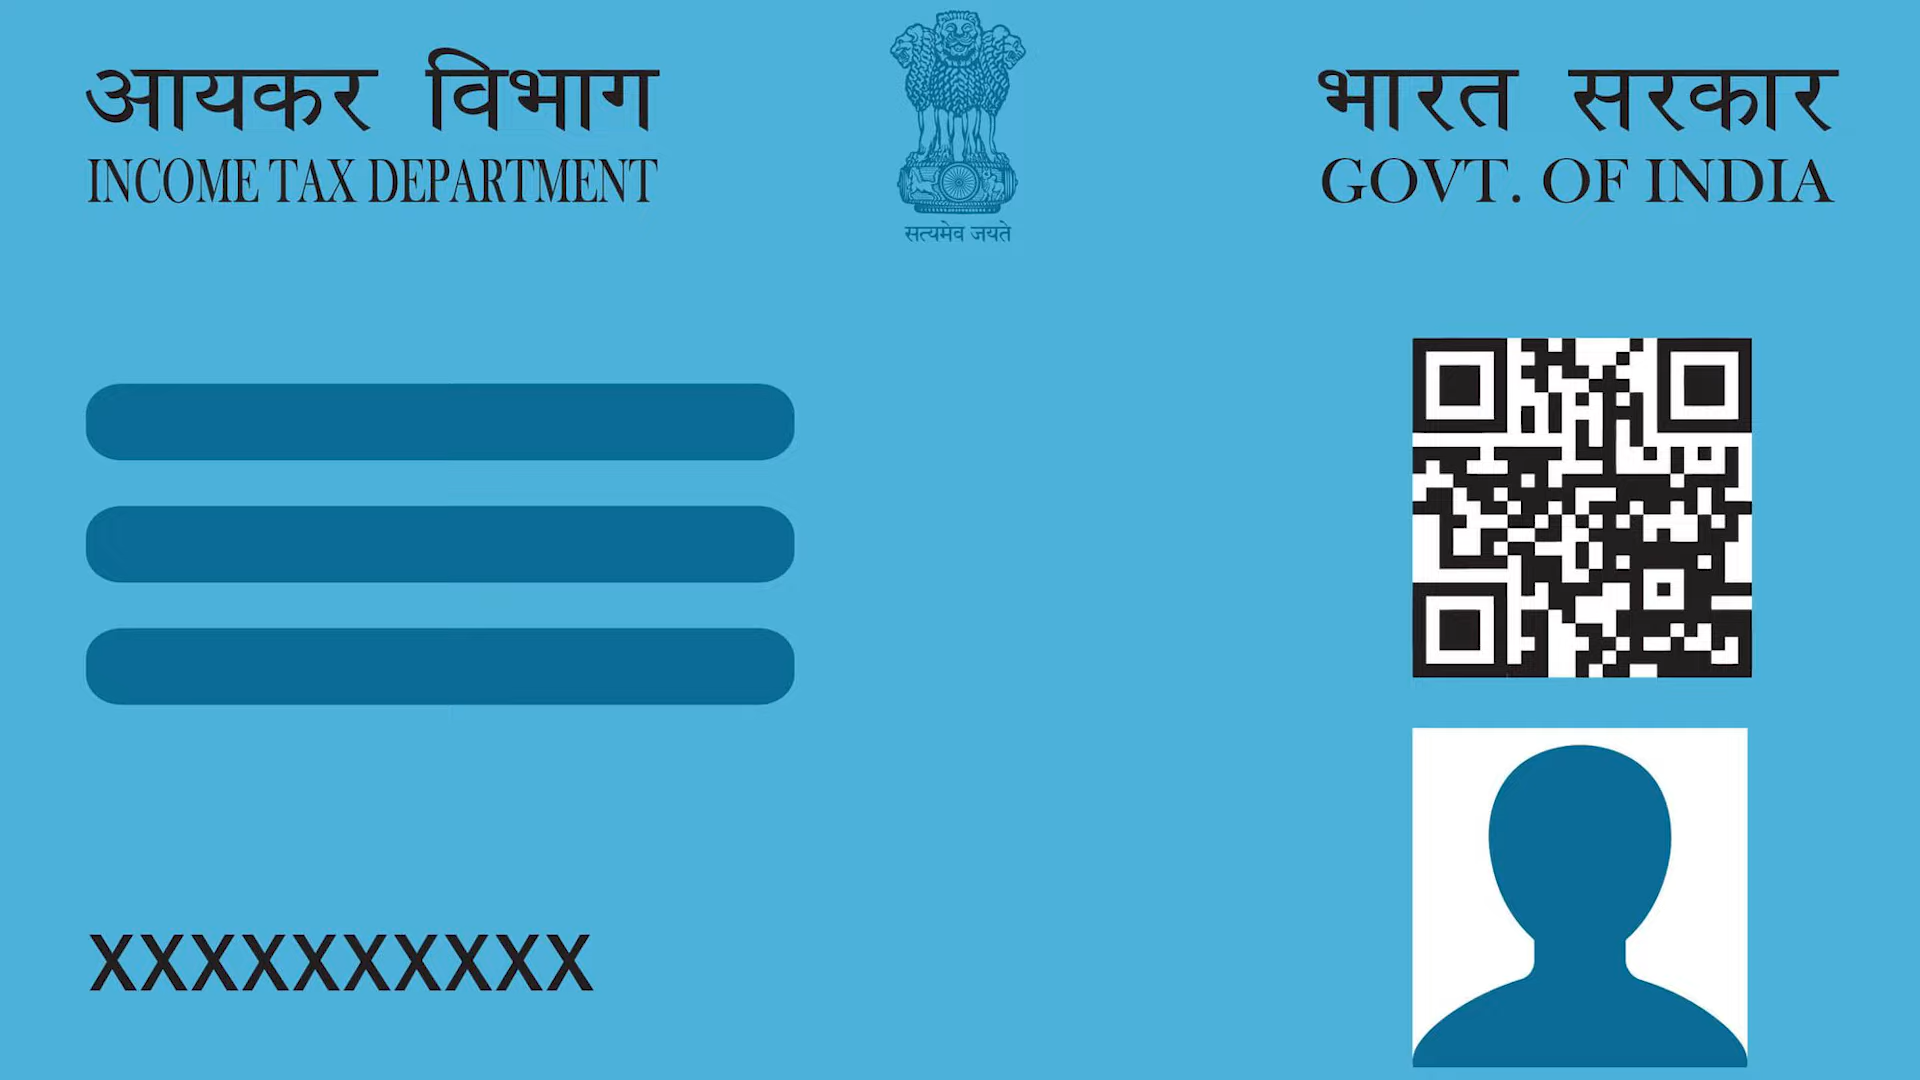 आयकर विभाग
INCOME TAX DEPARTMENT
सत्यमेव जयते
भारत सरकार
GOVT. OF INDIA
XXXXXXXXXX